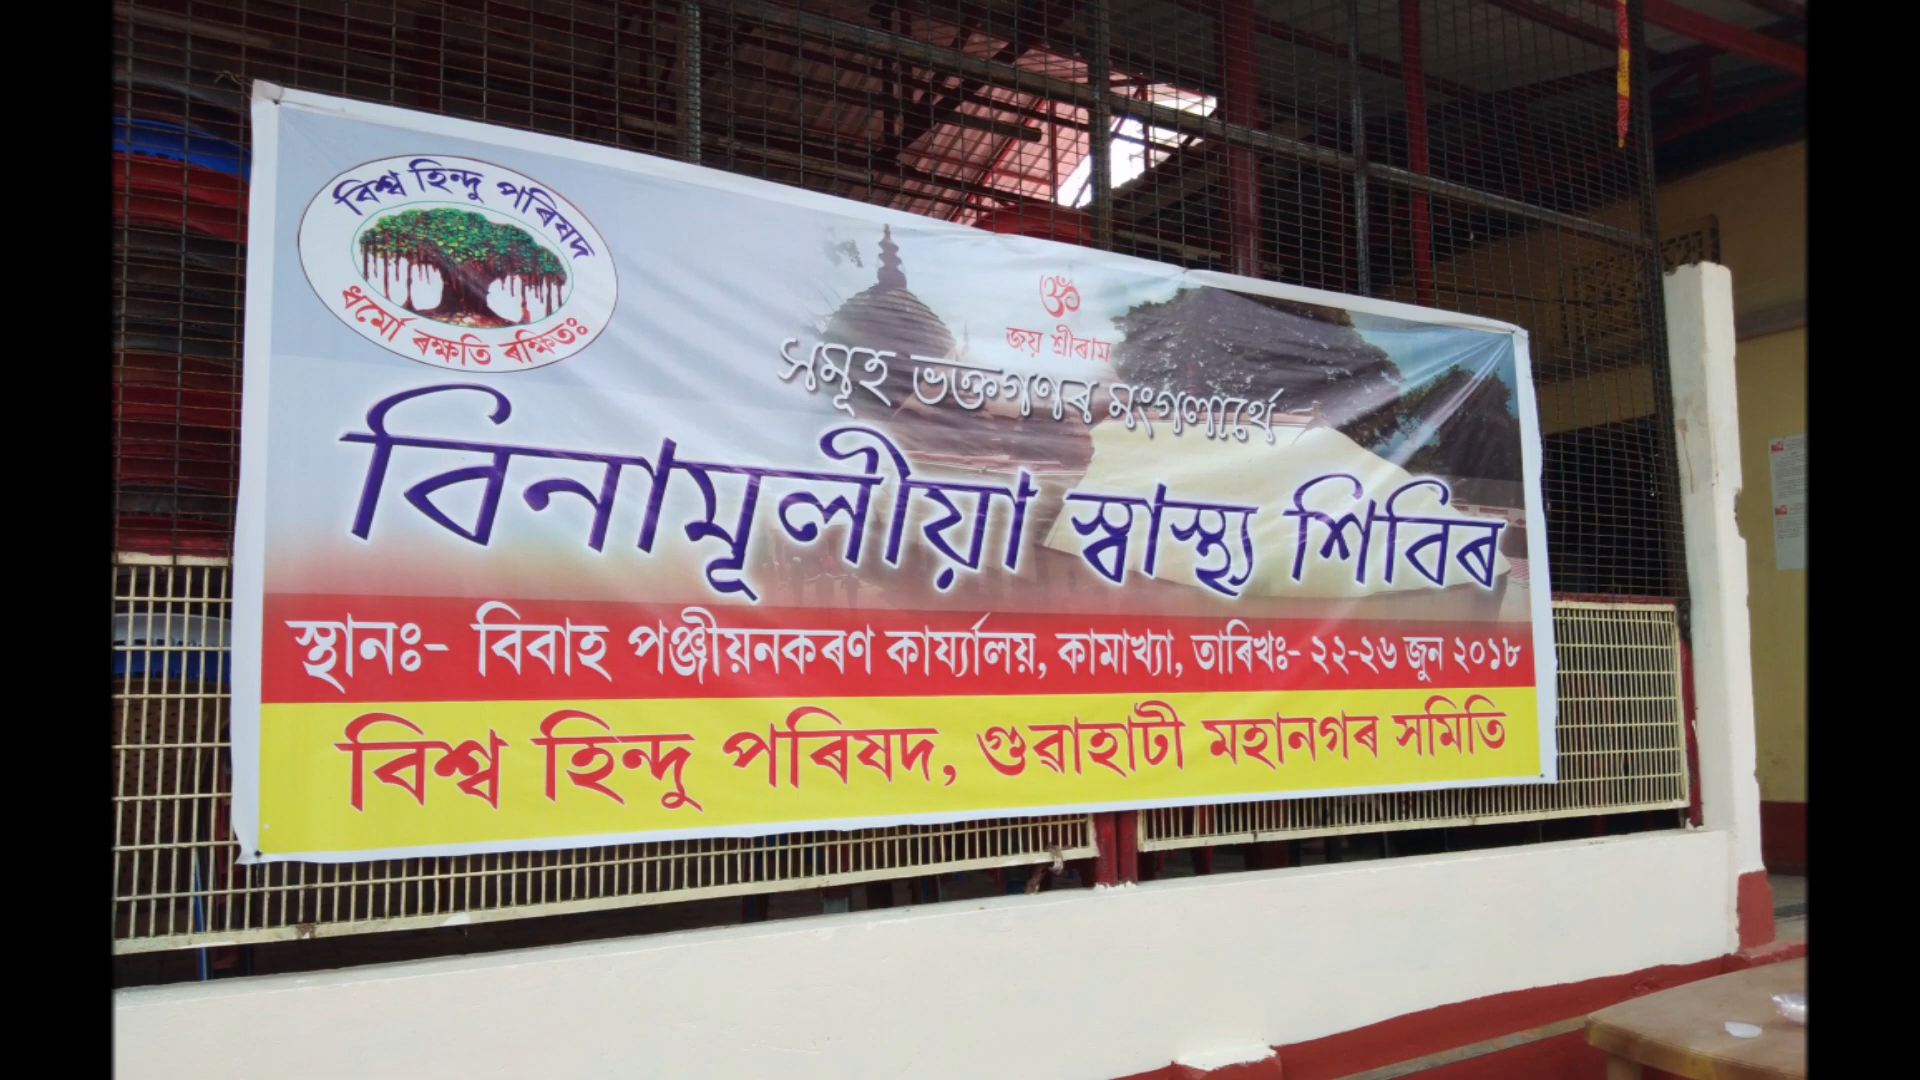 বিশ্ব হিন্দু পৰিষদ
ধৰ্মো ৰক্ষতি ৰক্ষিতঃ
ॐ
জয় শ্ৰীৰাম
সমূহ ভক্তগণৰ মংগলাৰ্থে
বিনামূলীয়া স্বাস্থ্য শিবিৰ
স্থানঃ- বিবাহ পঞ্জীয়নকৰণ কাৰ্য্যালয়, কামাখ্যা, তাৰিখঃ- ২২-২৬ জুন ২০১৮
বিশ্ব হিন্দু পৰিষদ, গুৱাহাটী মহানগৰ সমিতি